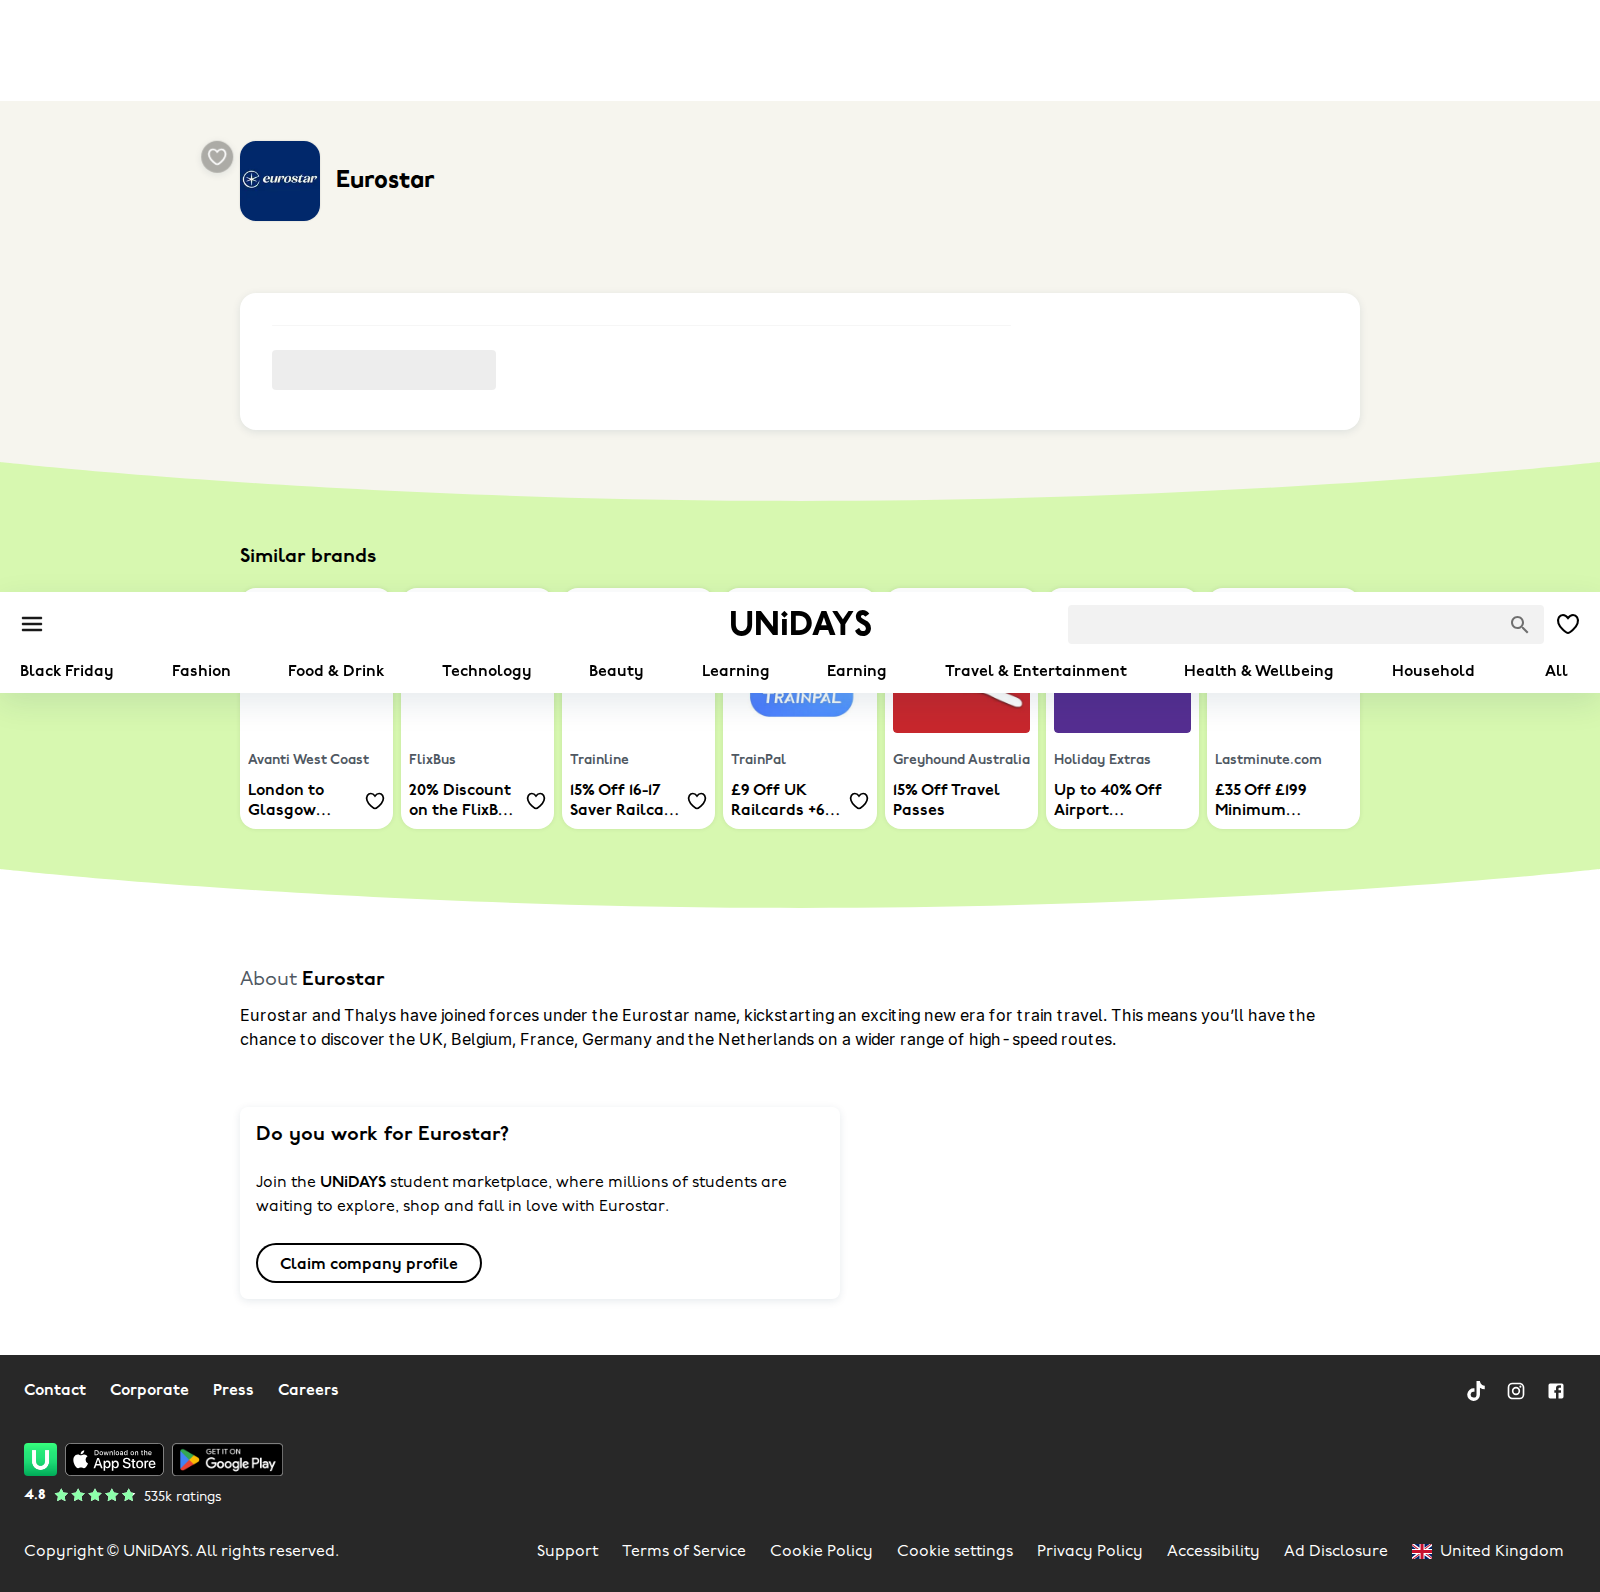 eurostar
Eurostar
Similar brands
UNiDAYS
Black Friday
Fashion
Food & Drink
Technology
Beauty
Learning
Earning
Travel & Entertainment
Health & Wellbeing
Household
All
TRAINPAL
Avanti West Coast
London to
Glasgow...
FlixBus
20% Discount
on the FlixB...
Trainline
15% Off 16-17
Saver Railca...
TrainPal
£9 Off UK
Railcards +6...
Greyhound Australia
15% Off Travel
Passes
Holiday Extras
Up to 40% Off
Airport...
Lastminute.com
£35 Off £199
Minimum...
About Eurostar
Eurostar and Thalys have joined forces under the Eurostar name, kickstarting an exciting new era for train travel. This means you’ll have the
chance to discover the UK, Belgium, France, Germany and the Netherlands on a wider range of high-speed routes.
Do you work for Eurostar?
Join the UNiDAYS student marketplace, where millions of students are
waiting to explore, shop and fall in love with Eurostar.
Claim company profile
Contact
Corporate
Press
Careers
U
Download on the
App Store
GET IT ON
Google Play
4.8
535k ratings
Copyright © UNiDAYS. All rights reserved.
Support
Terms of Service
Cookie Policy
Cookie settings
Privacy Policy
Accessibility
Ad Disclosure
United Kingdom